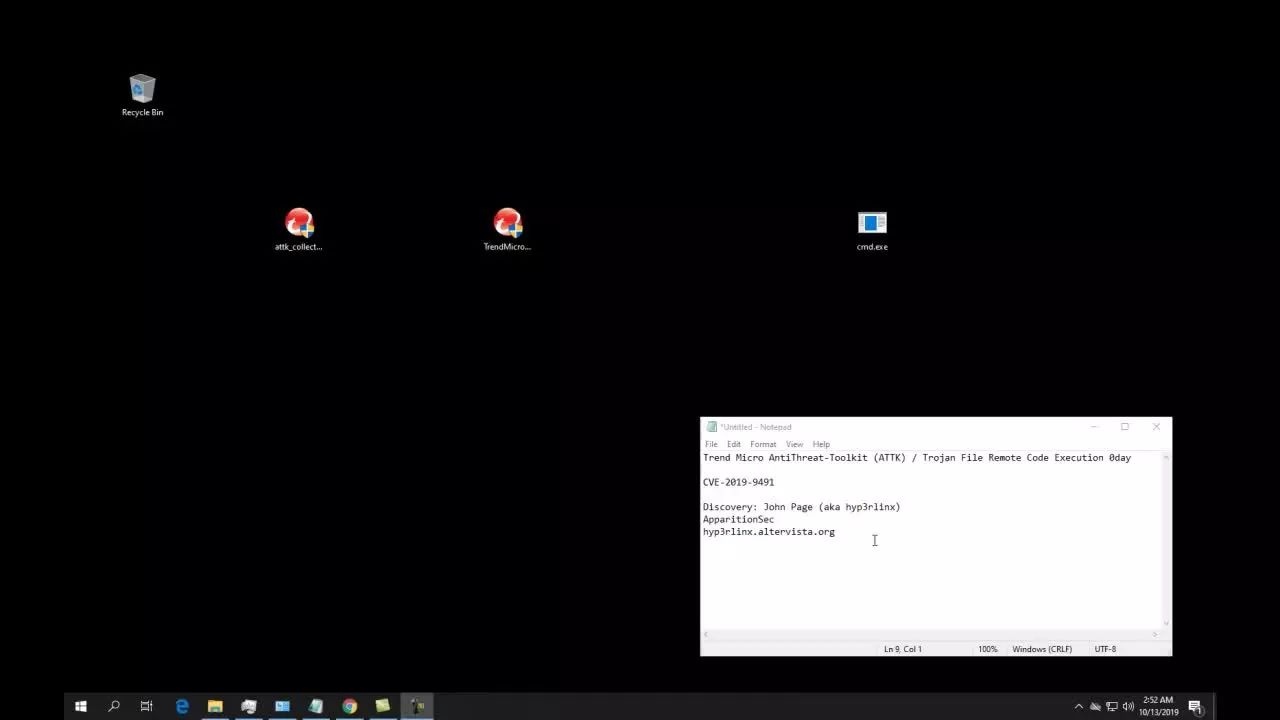 Recycle Bin
attk_collect...
TrendMicro...
cmd.exe
*Untitled - Notepad
File Edit Format View Help
Trend Micro AntiThreat-Toolkit (ATTK) / Trojan File Remote Code Execution 0day
CVE-2019-9491
Discovery: John Page (aka hyp3rlinx)
ApparitionSec
hyp3rlinx.altervista.org
Ln 9, Col 1 100% Windows (CRLF) UTF-8
2:52 AM
10/13/2019
1